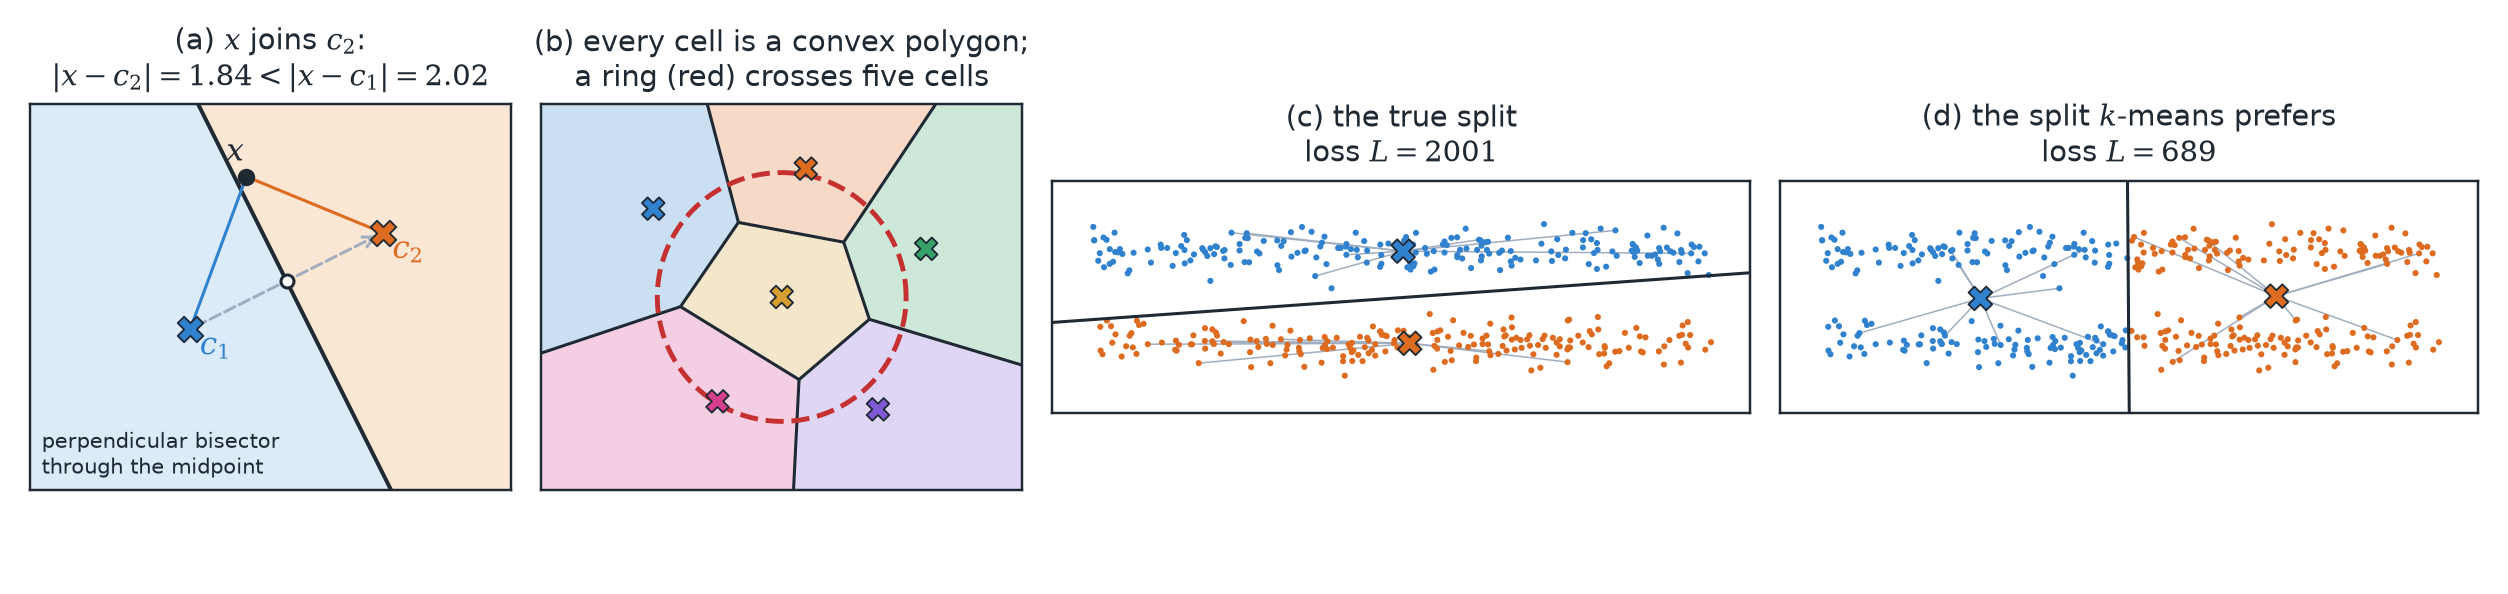 (a) x joins c₂:
|x − c₂| = 1.84 < |x − c₁| = 2.02
x
c₂
c₁
perpendicular bisector
through the midpoint
(b) every cell is a convex polygon;
a ring (red) crosses five cells
(c) the true split
loss L = 2001
(d) the split k-means prefers
loss L = 689